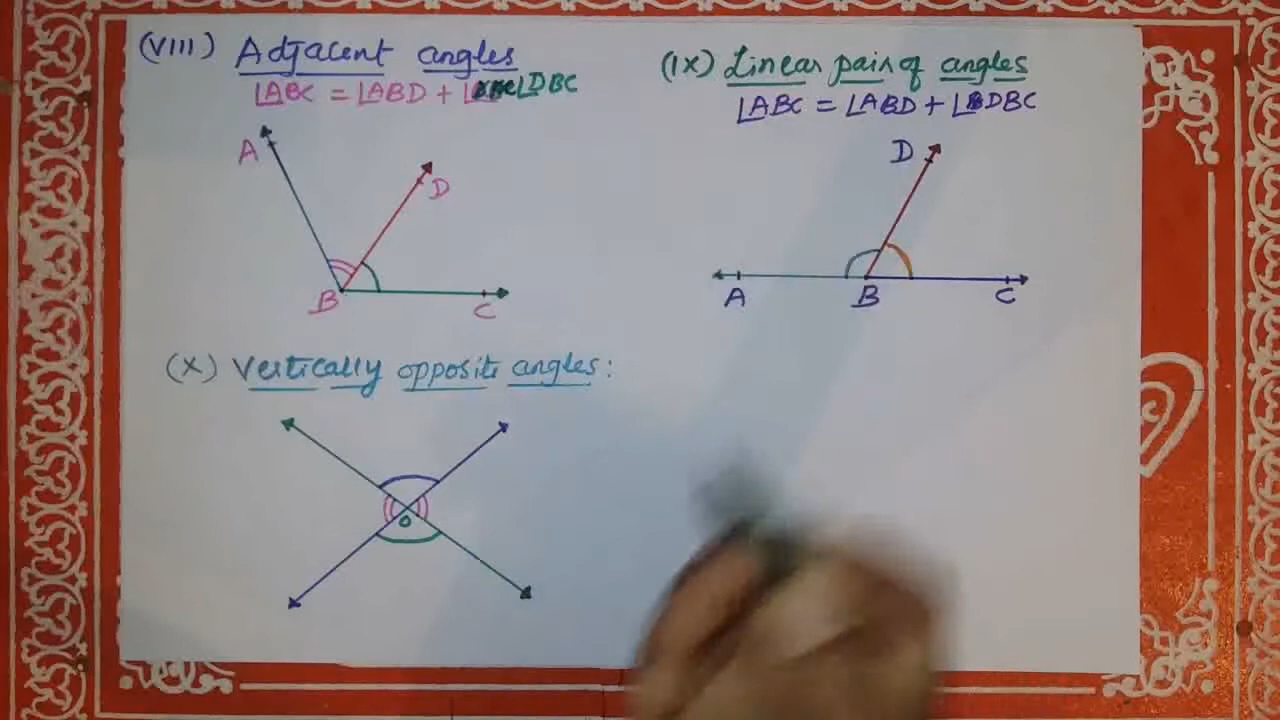 (VIII) Adjacent angles
∠ABC = ∠ABD + ∠DBC
A
D
B
C
(IX) Linear pair of angles
∠ABC = ∠ABD + ∠DBC
D
A B C
(X) Vertically opposite angles:
O